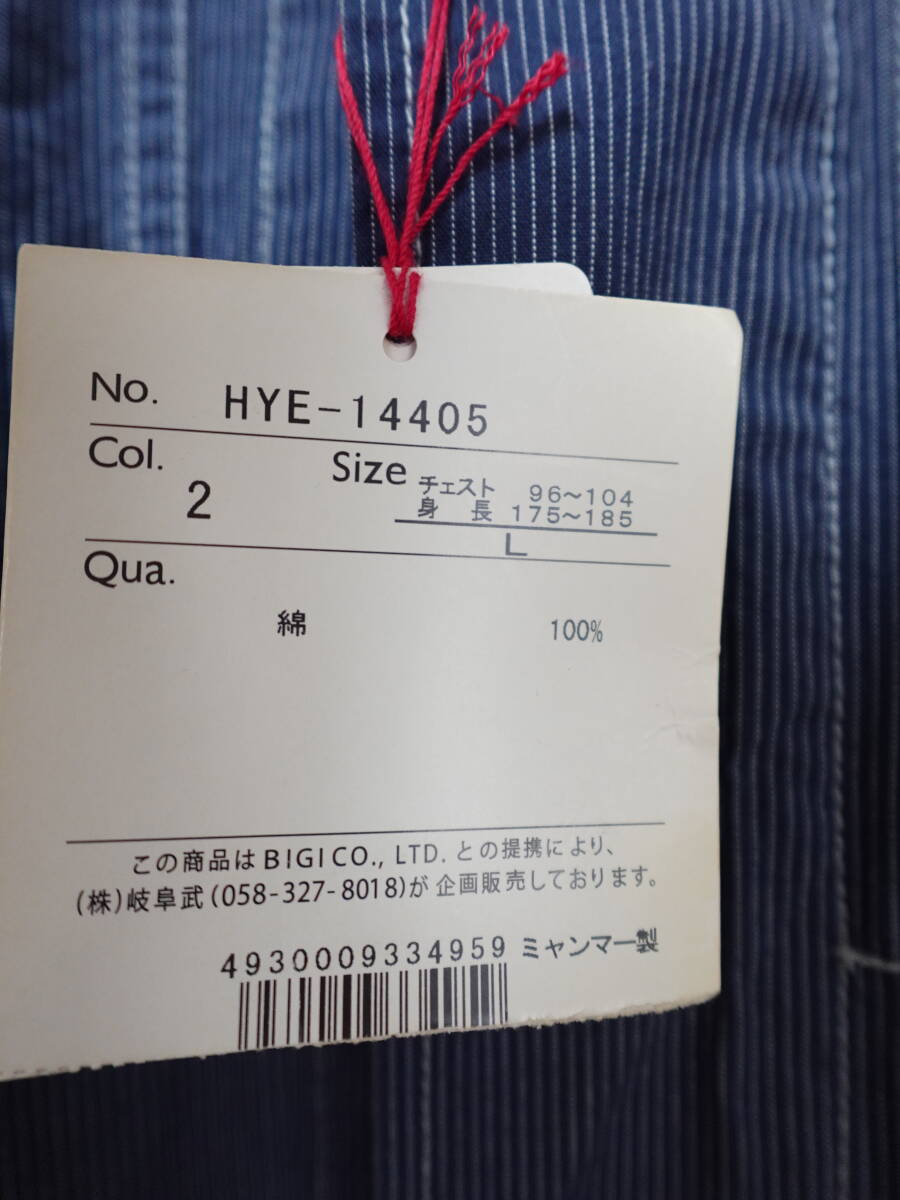 No. HYE-14405
Col. 2 Size チェスト 96～104
身長 175～185
L
Qua.
綿 100%
この商品はBIGI CO., LTD. との提携により、
(株)岐阜武(058-327-8018)が企画販売しております。
4930009334959 ミャンマー製